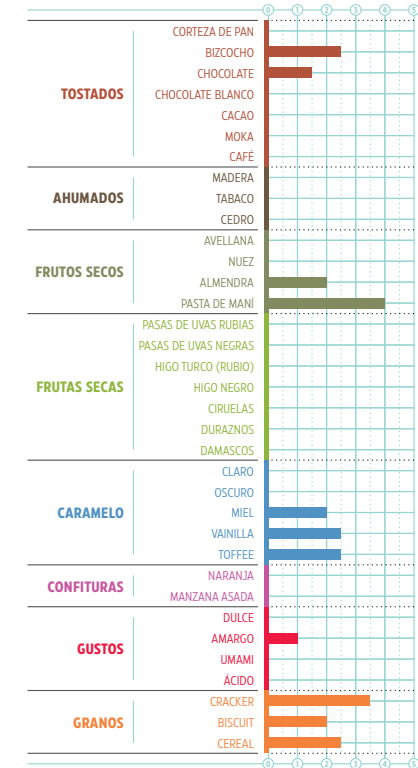 0 1 2 3 4 5
TOSTADOS
CORTEZA DE PAN
BIZCOCHO
CHOCOLATE
CHOCOLATE BLANCO
CACAO
MOKA
CAFÉ
AHUMADOS
MADERA
TABACO
CEDRO
FRUTOS SECOS
AVELLANA
NUEZ
ALMENDRA
PASTA DE MANÍ
FRUTAS SECAS
PASAS DE UVAS RUBIAS
PASAS DE UVAS NEGRAS
HIGO TURCO (RUBIO)
HIGO NEGRO
CIRUELAS
DURAZNOS
DAMASCOS
CARAMELO
CLARO
OSCURO
MIEL
VAINILLA
TOFFEE
CONFITURAS
NARANJA
MANZANA ASADA
GUSTOS
DULCE
AMARGO
UMAMI
ÁCIDO
GRANOS
CRACKER
BISCUIT
CEREAL
0 1 2 3 4 5